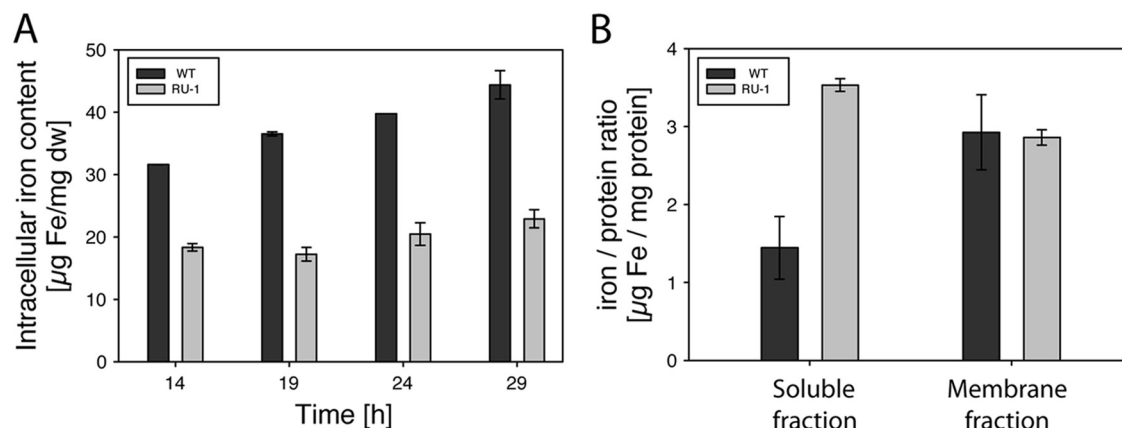 A
Intracellular iron content
[µg Fe/mg dw]
50
40
30
20
10
0
WT
RU-1
14
19
24
29
Time [h]
B
iron / protein ratio
[µg Fe / mg protein]
4
3
2
1
0
WT
RU-1
Soluble
fraction
Membrane
fraction